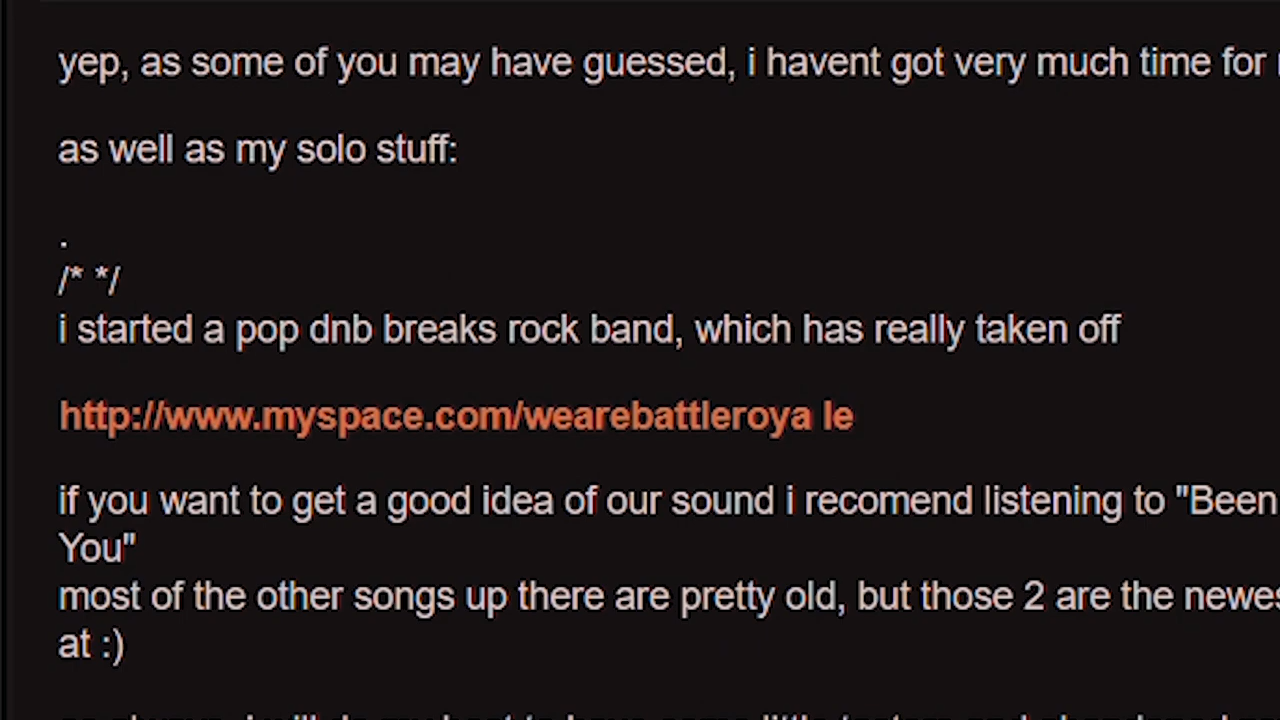 yep, as some of you may have guessed, i havent got very much time for
as well as my solo stuff:
.
/* */
i started a pop dnb breaks rock band, which has really taken off
http://www.myspace.com/wearebattleroya le
if you want to get a good idea of our sound i recomend listening to "Been
You"
most of the other songs up there are pretty old, but those 2 are the newes
at :)